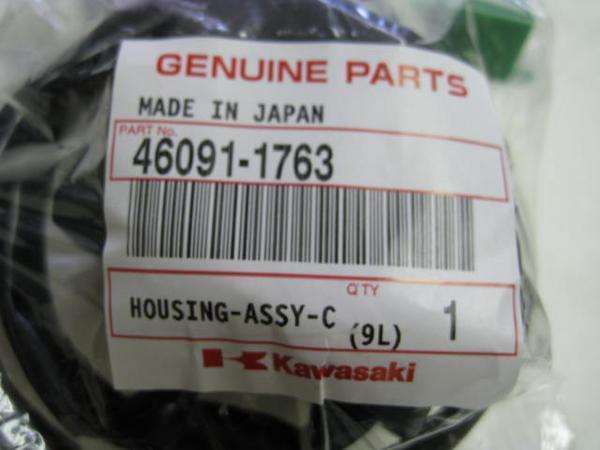 GENUINE PARTS
MADE IN JAPAN
PART No.
46091-1763
Q'TY
HOUSING-ASSY-C (9L) 1
Kawasaki